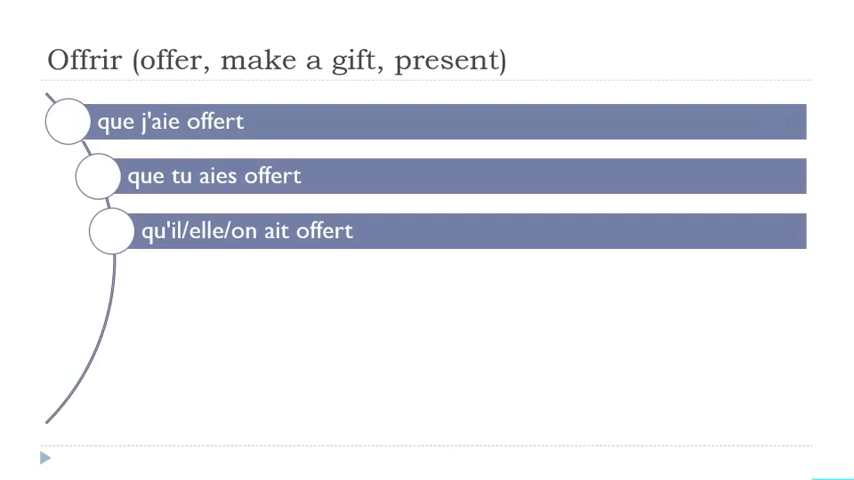 Offrir (offer, make a gift, present)
que j'aie offert
que tu aies offert
qu'il/elle/on ait offert